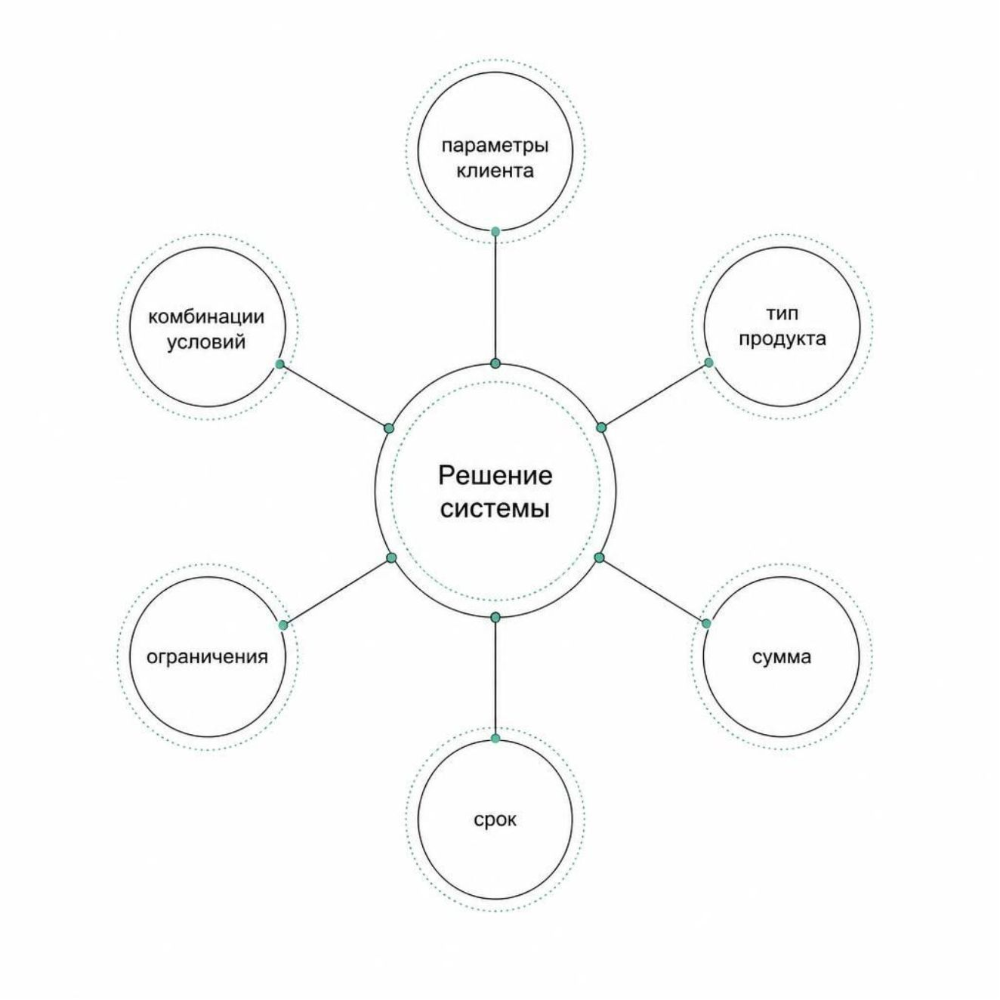 параметры
клиента
комбинации
условий
тип
продукта
Решение
системы
ограничения
сумма
срок